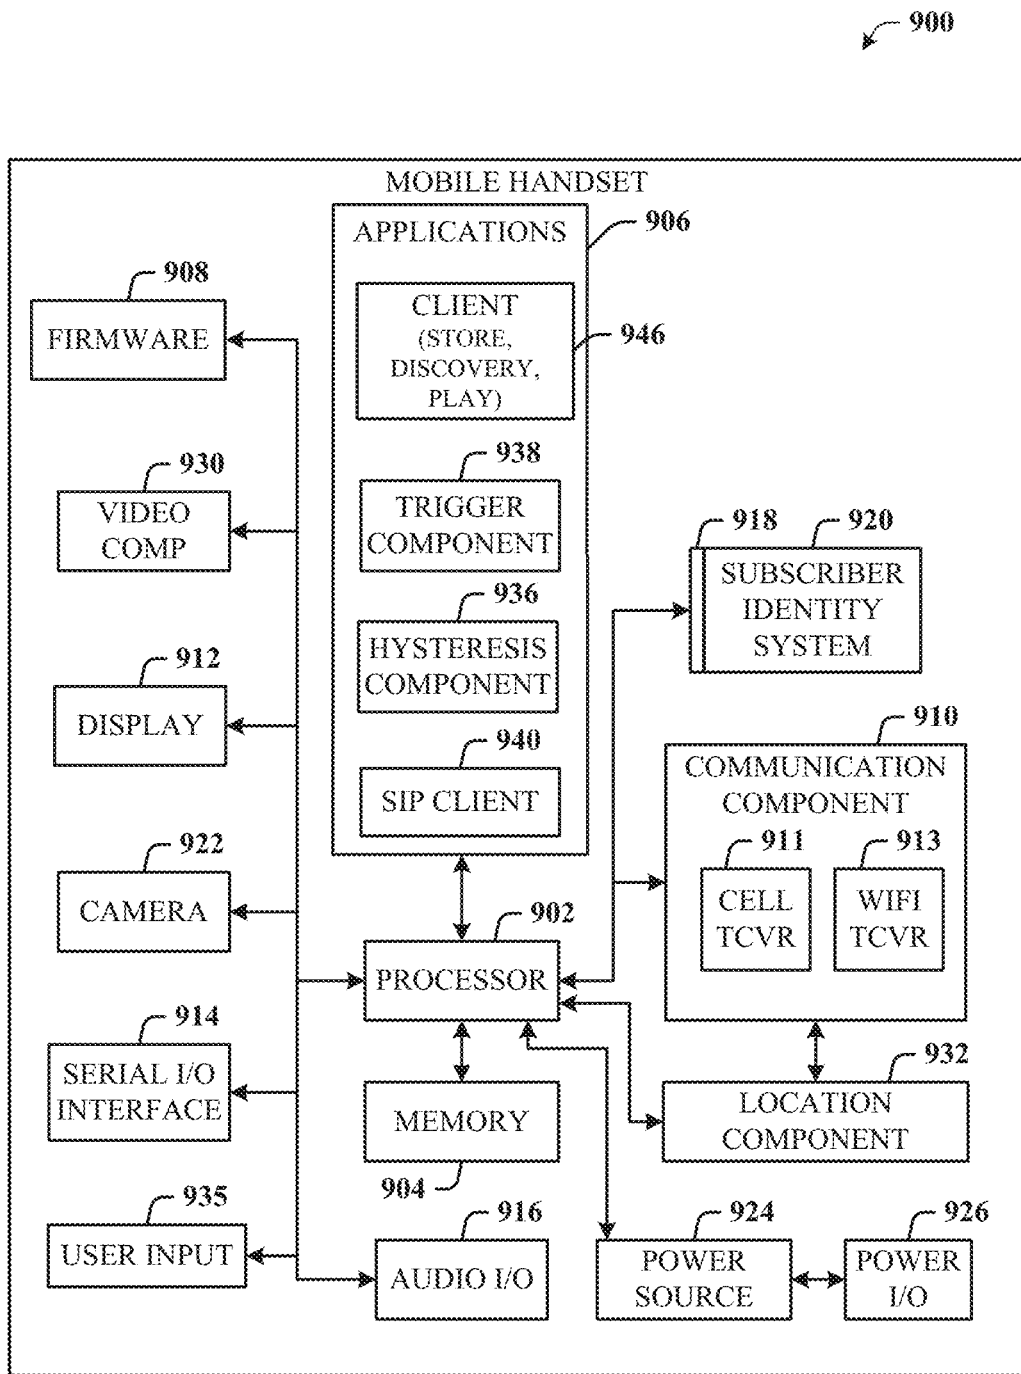 900
MOBILE HANDSET
APPLICATIONS
906
CLIENT
(STORE,
DISCOVERY,
PLAY)
946
938
TRIGGER
COMPONENT
936
HYSTERESIS
COMPONENT
940
SIP CLIENT
908
FIRMWARE
930
VIDEO
COMP
912
DISPLAY
922
CAMERA
914
SERIAL I/O
INTERFACE
935
USER INPUT
902
PROCESSOR
MEMORY
904
916
AUDIO I/O
918
920
SUBSCRIBER
IDENTITY
SYSTEM
910
COMMUNICATION
COMPONENT
911
CELL
TCVR
913
WIFI
TCVR
932
LOCATION
COMPONENT
924
POWER
SOURCE
926
POWER
I/O